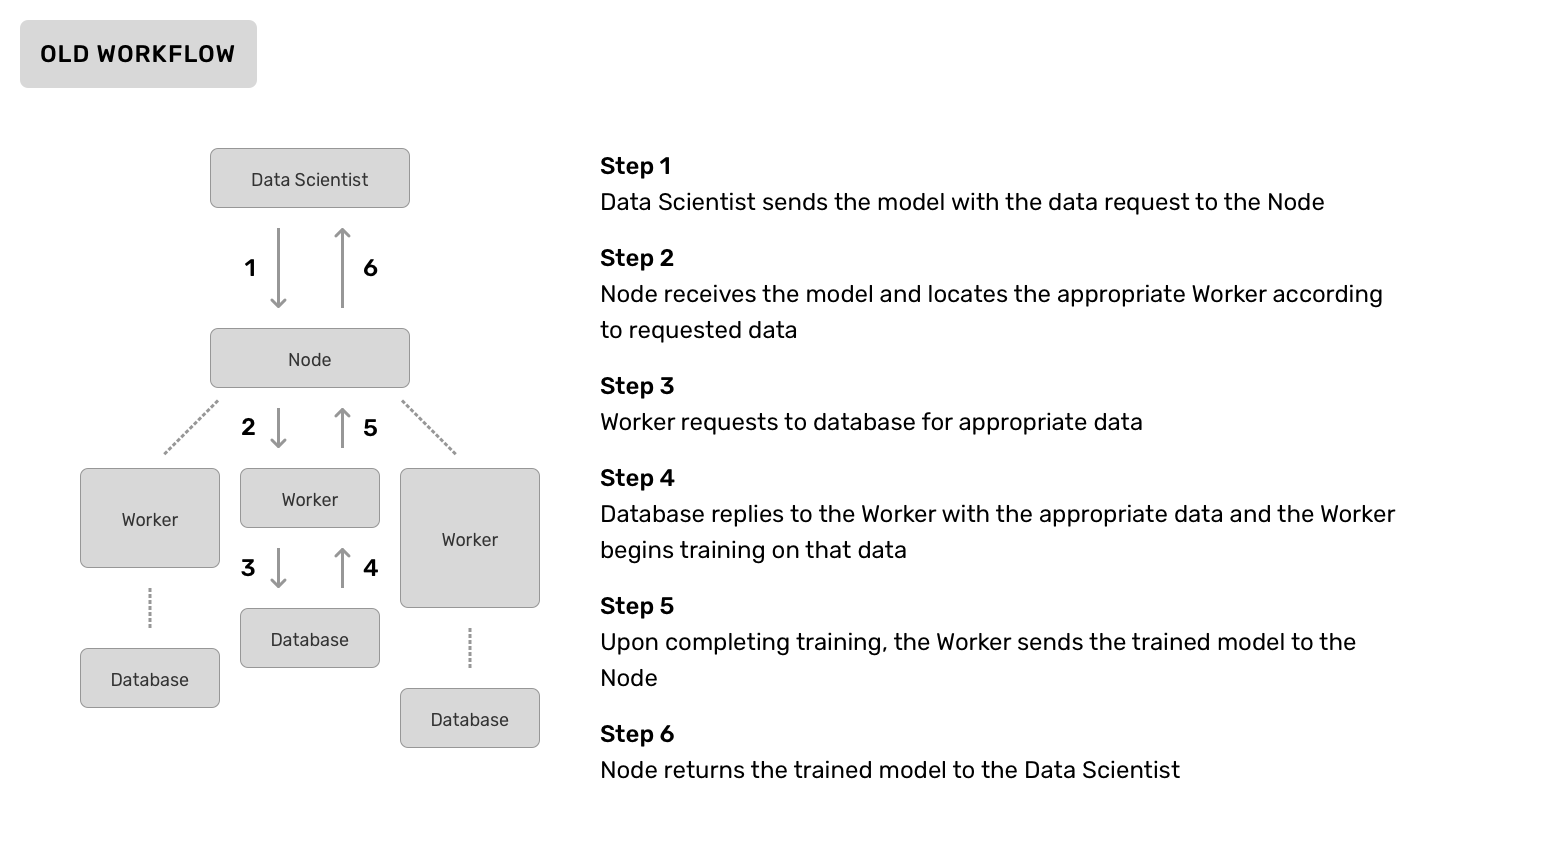 OLD WORKFLOW
Data Scientist
1
6
Node
2
5
Worker
Worker
Worker
3
4
Database
Database
Database
Step 1
Data Scientist sends the model with the data request to the Node
Step 2
Node receives the model and locates the appropriate Worker according
to requested data
Step 3
Worker requests to database for appropriate data
Step 4
Database replies to the Worker with the appropriate data and the Worker
begins training on that data
Step 5
Upon completing training, the Worker sends the trained model to the
Node
Step 6
Node returns the trained model to the Data Scientist